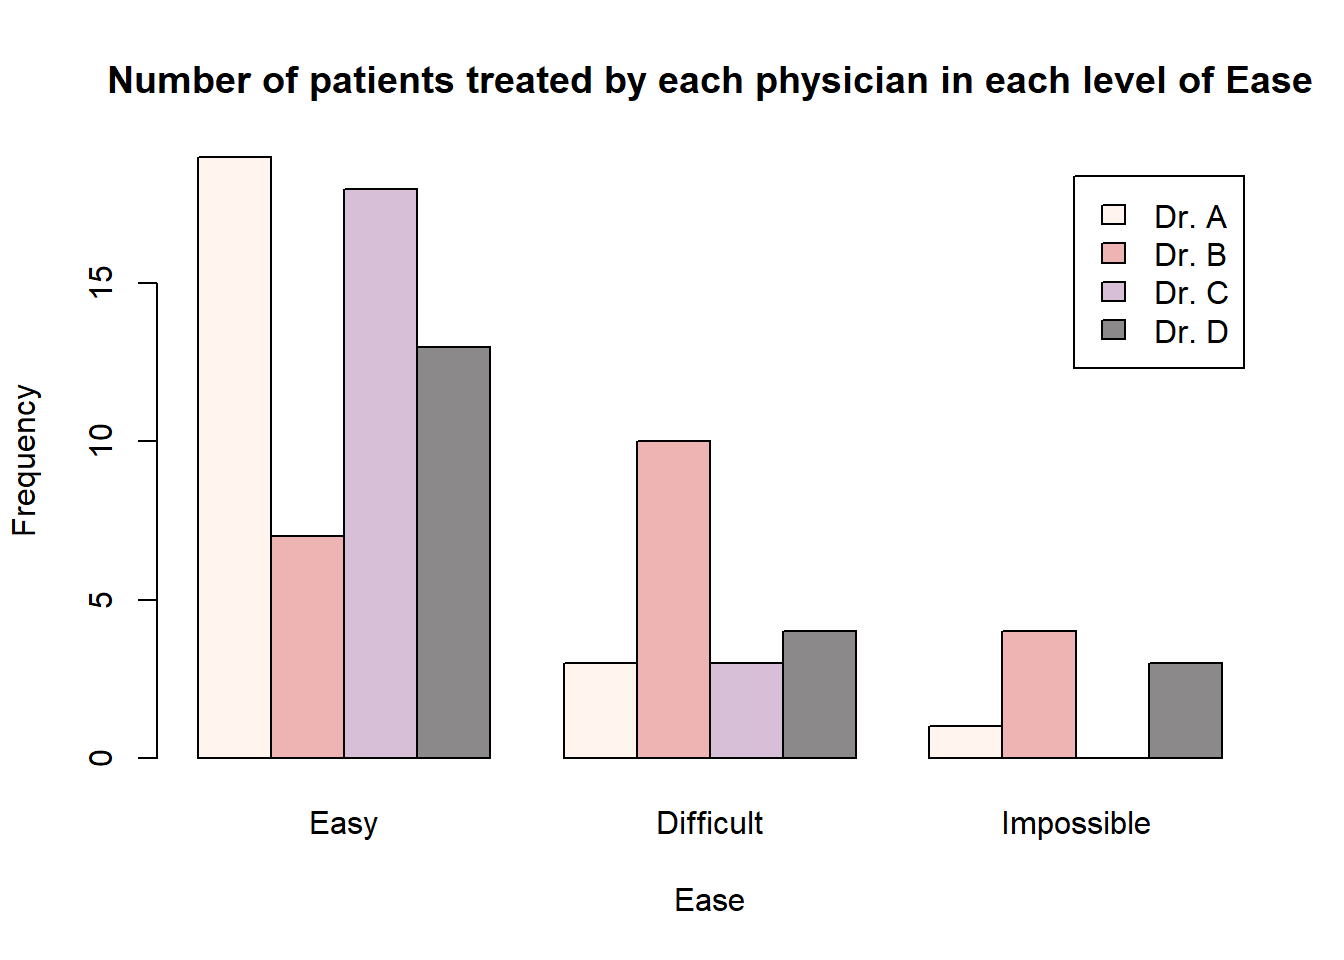 Number of patients treated by each physician in each level of Ease
Dr. A
Dr. B
Dr. C
Dr. D
15
10
5
0
Frequency
Easy
Difficult
Impossible
Ease